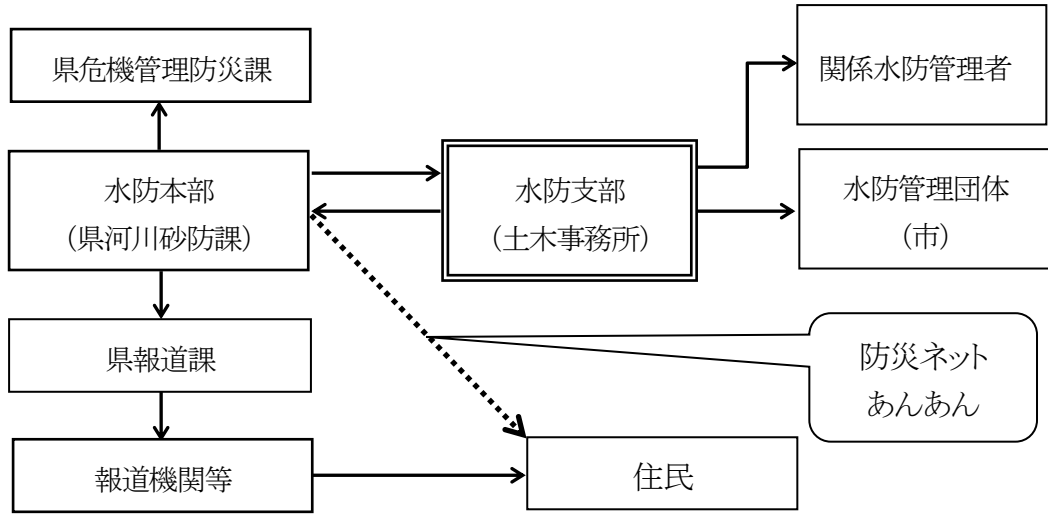 県危機管理防災課
関係水防管理者
水防本部
（県河川砂防課）
水防支部
（土木事務所）
水防管理団体
（市）
県報道課
防災ネット
あんあん
報道機関等
住民